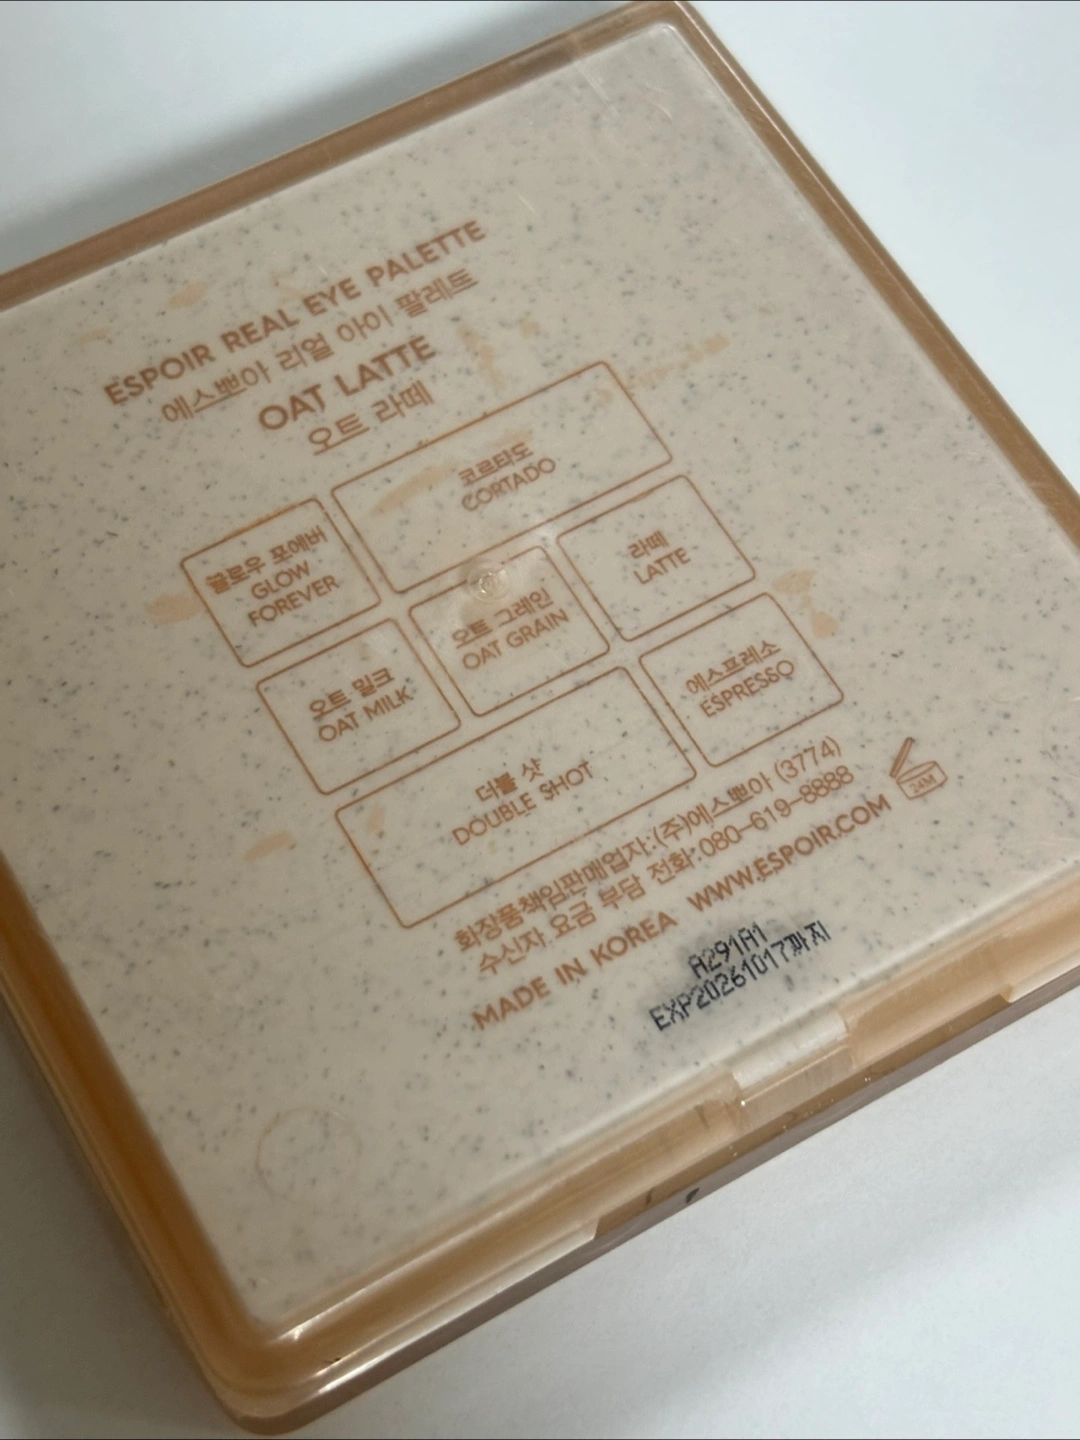 ESPOIR REAL EYE PALETTE
에스쁘아 리얼 아이 팔레트
OAT LATTE
오트 라떼
코르타도
CORTADO
글로우 포에버
GLOW
FOREVER
오트 그레인
OAT GRAIN
라떼
LATTE
오트 밀크
OAT MILK
에스프레소
ESPRESSO
더블 샷
DOUBLE SHOT
화장품책임판매업자:(주)에스쁘아 (3774)
수신자 요금 부담 전화:080-619-8888
MADE IN KOREA WWW.ESPOIR.COM
24M
A291A1
EXP20261017까지